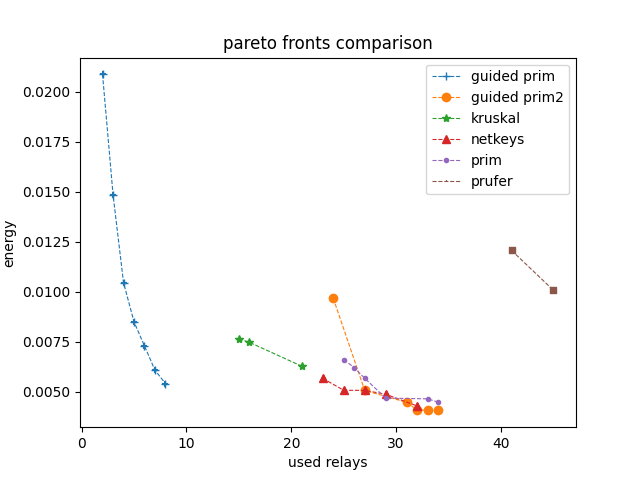 pareto fronts comparison
guided prim
guided prim2
kruskal
netkeys
prim
prufer
0.0200
0.0175
0.0150
0.0125
0.0100
0.0075
0.0050
energy
0 10 20 30 40
used relays